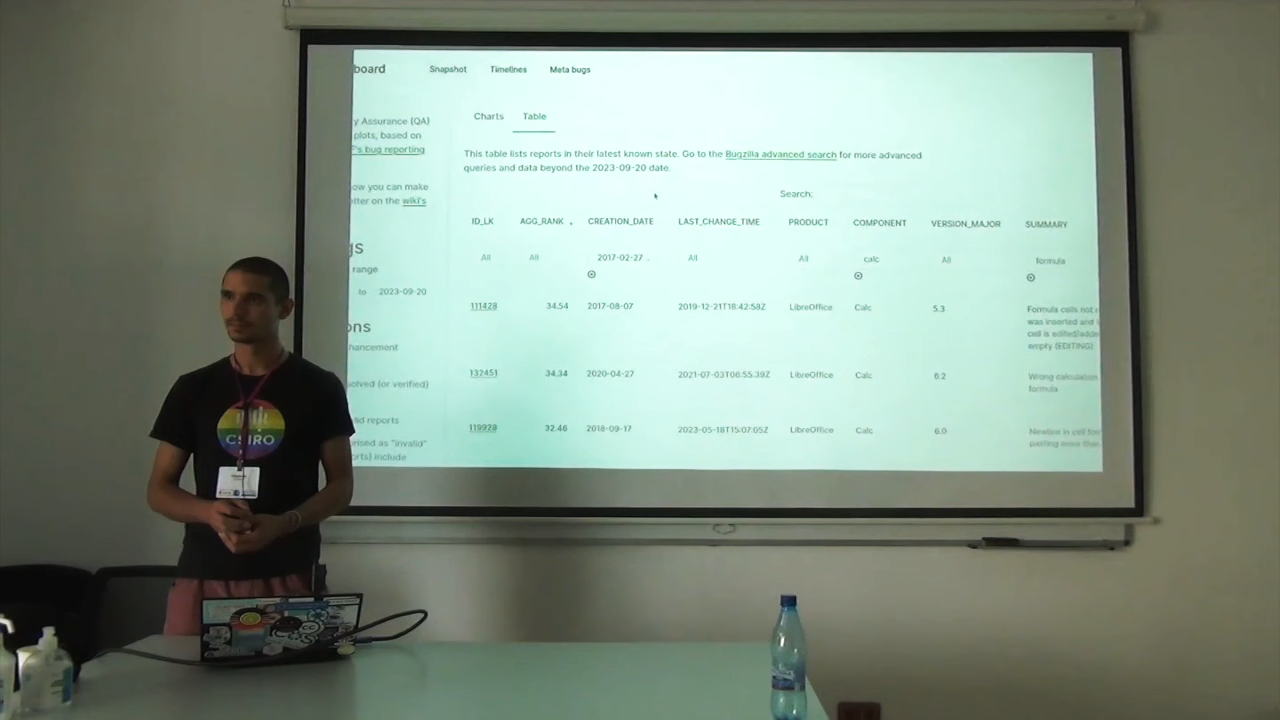 board
Snapshot
Timelines
Meta bugs
y Assurance (QA)
plots, based on
F's bug reporting
ow you can make
etter on the wiki's
gs
range
to 2023-09-20
ons
hancement
solved (or verified)
id reports
orised as "invalid"
orts) include
Charts
Table
This table lists reports in their latest known state. Go to the Bugzilla advanced search for more advanced
queries and data beyond the 2023-09-20 date.
Search:
ID_LK AGG_RANK CREATION_DATE LAST_CHANGE_TIME PRODUCT COMPONENT VERSION_MAJOR SUMMARY
All All 2017-02-27 .. All All calc All formula
111428 34.54 2017-08-07 2019-12-21T18:42:58Z LibreOffice Calc 5.3 Formula cells not r
was inserted and
cell is edited/adde
empty (EDITING)
132451 34.34 2020-04-27 2021-07-03T06:55:39Z LibreOffice Calc 6.2 Wrong calculation
formula
119928 32.46 2018-09-17 2023-05-18T15:07:05Z LibreOffice Calc 6.0 Newline in cell for
pasting more than
CSIRO